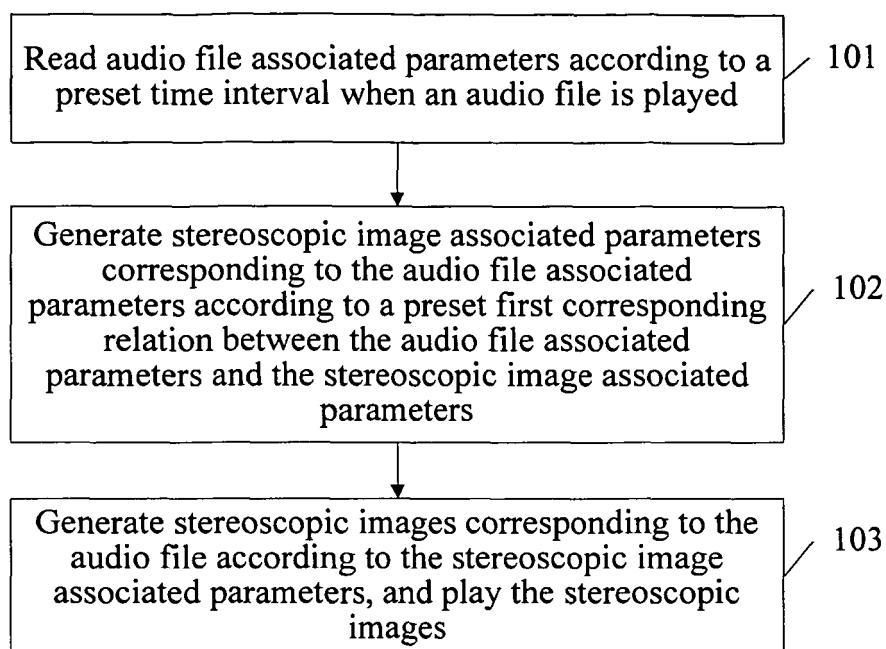 Read audio file associated parameters according to a
preset time interval when an audio file is played
101
Generate stereoscopic image associated parameters
corresponding to the audio file associated
parameters according to a preset first corresponding
relation between the audio file associated
parameters and the stereoscopic image associated
parameters
102
Generate stereoscopic images corresponding to the
audio file according to the stereoscopic image
associated parameters, and play the stereoscopic
images
103